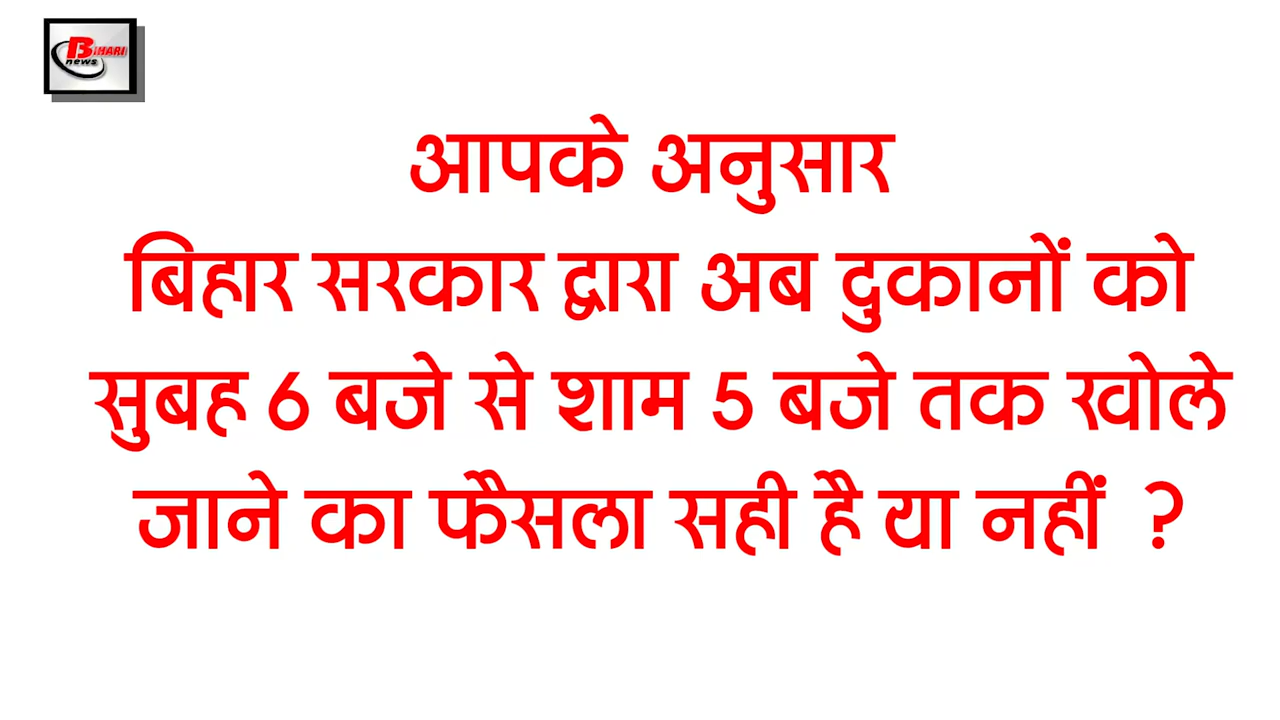 BIHARI
news
आपके अनुसार
बिहार सरकार द्वारा अब दुकानों को
सुबह 6 बजे से शाम 5 बजे तक खोले
जाने का फैसला सही है या नहीं ?